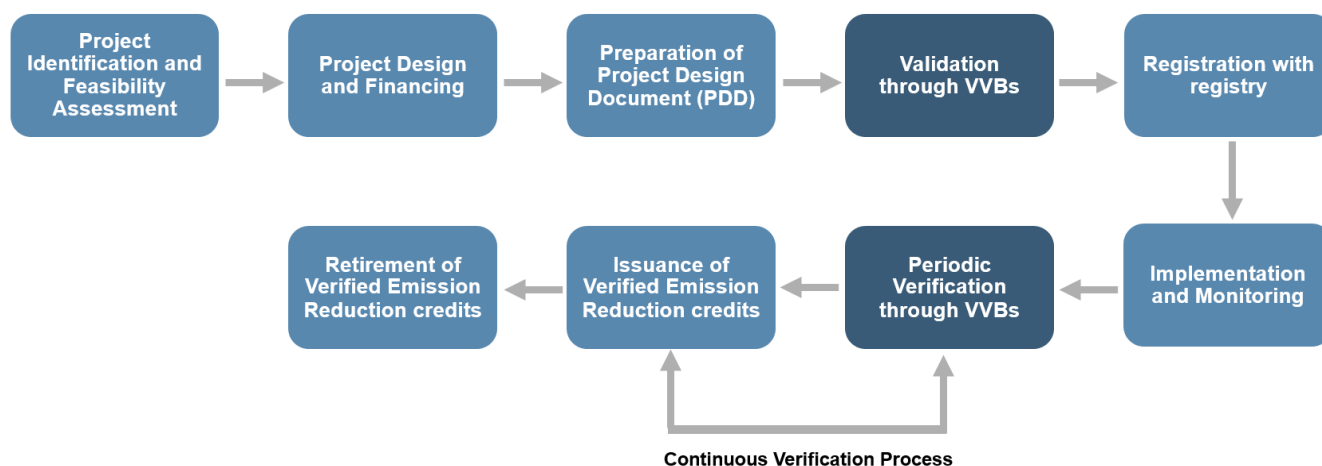 Project
Identification and
Feasibility
Assessment
Project Design
and Financing
Preparation of
Project Design
Document (PDD)
Validation
through VVBs
Registration with
registry
Retirement of
Verified Emission
Reduction credits
Issuance of
Verified Emission
Reduction credits
Periodic
Verification
through VVBs
Implementation
and Monitoring
Continuous Verification Process